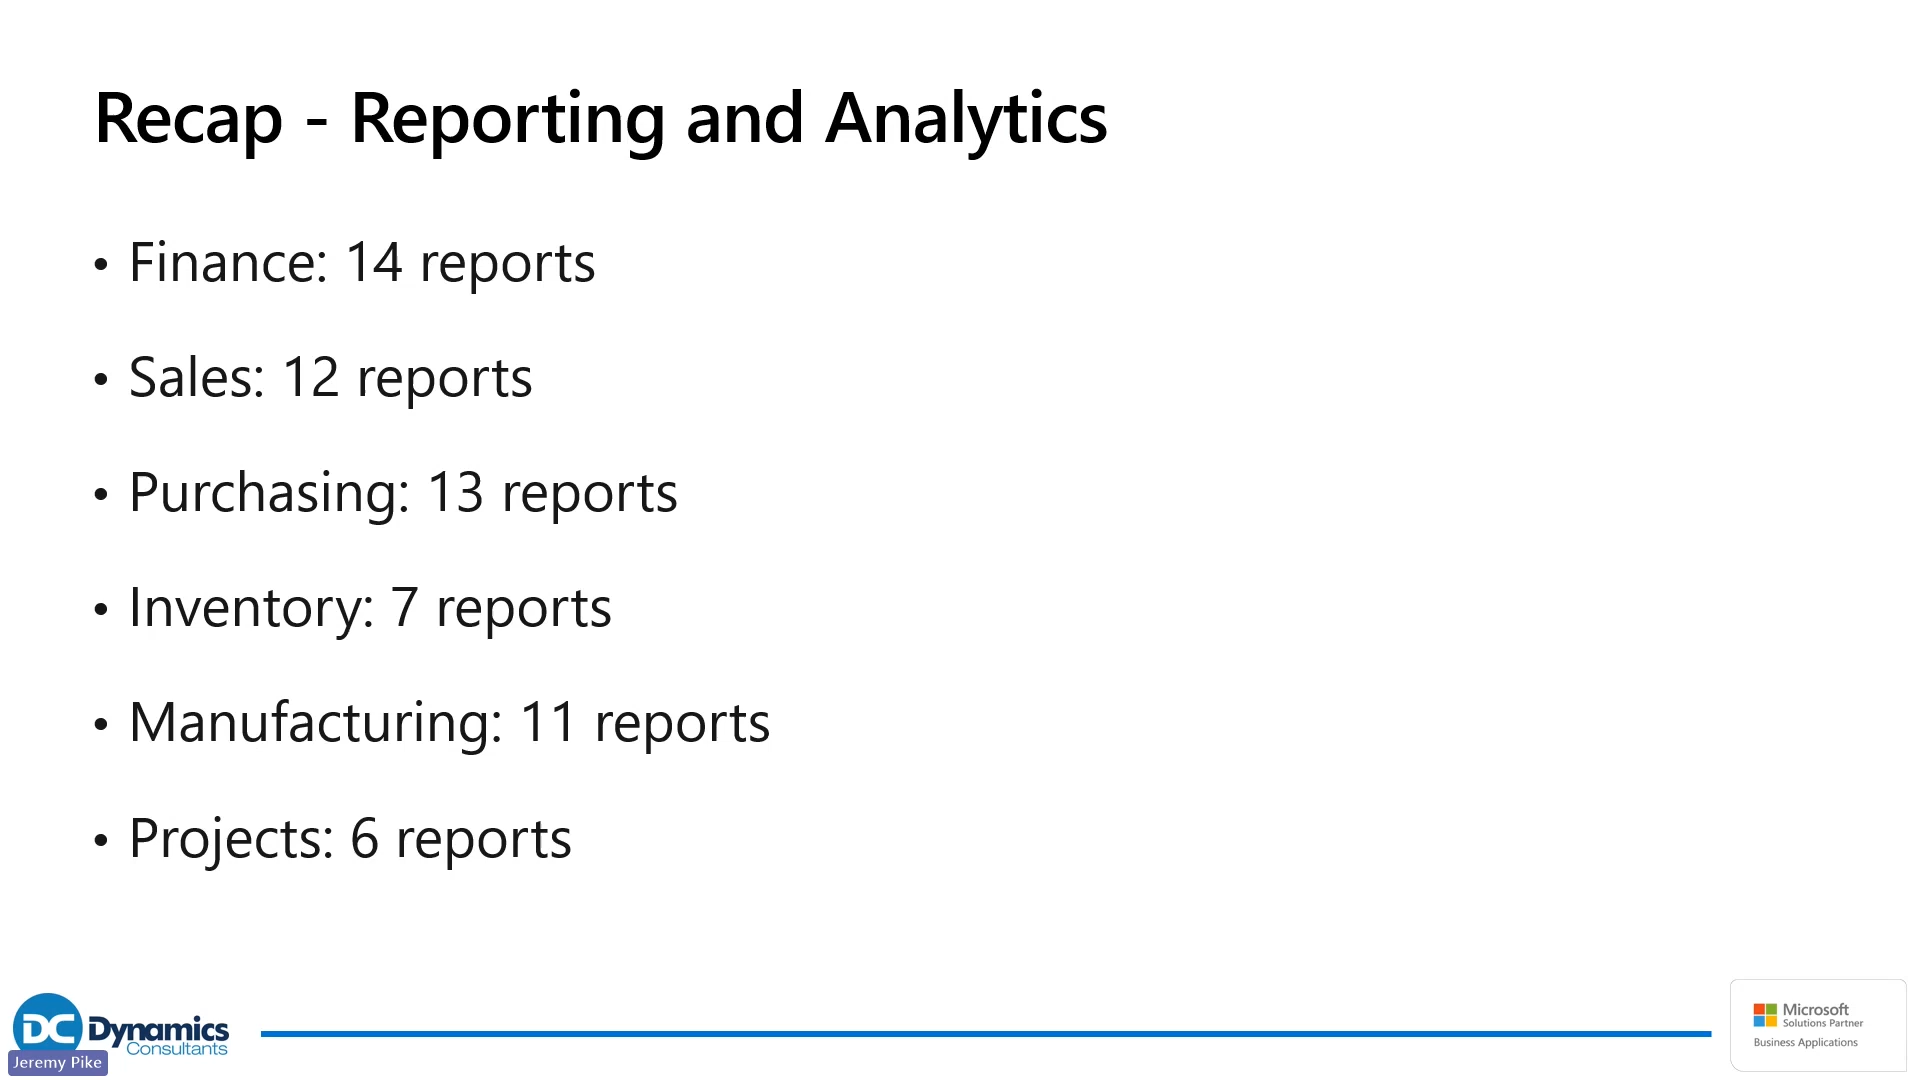 Recap - Reporting and Analytics
• Finance: 14 reports
• Sales: 12 reports
• Purchasing: 13 reports
• Inventory: 7 reports
• Manufacturing: 11 reports
• Projects: 6 reports
DC Dynamics
Consultants
Jeremy Pike
Microsoft
Solutions Partner
Business Applications